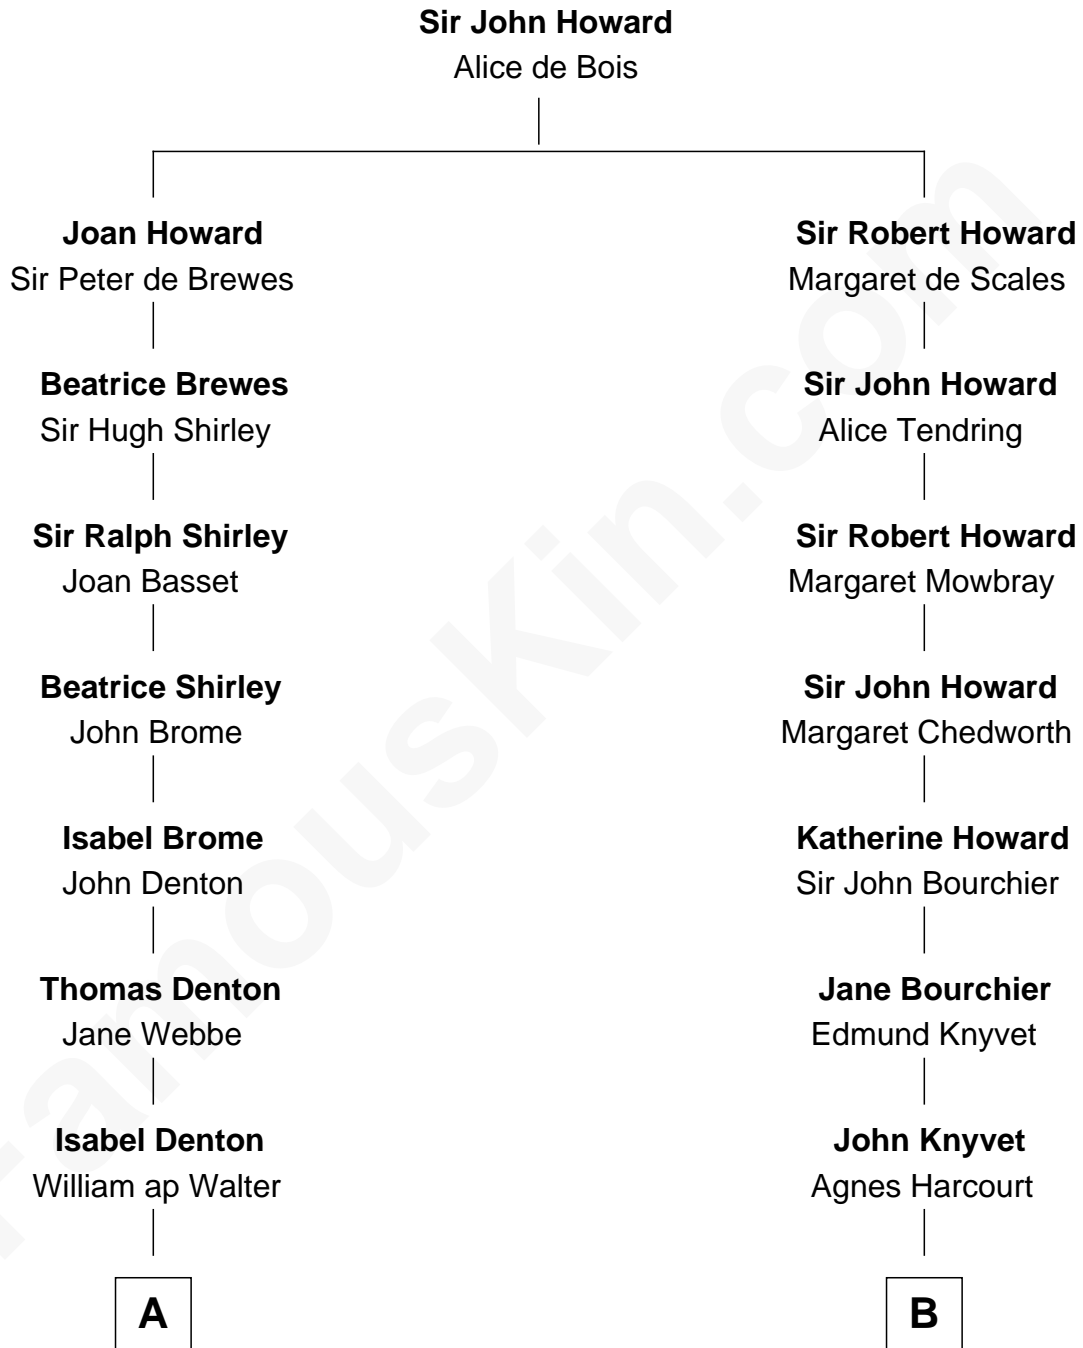 Sir John Howard
Alice de Bois
Joan Howard
Sir Peter de Brewes
Sir Robert Howard
Margaret de Scales
Beatrice Brewes
Sir Hugh Shirley
Sir John Howard
Alice Tendring
Sir Ralph Shirley
Joan Basset
Sir Robert Howard
Margaret Mowbray
Beatrice Shirley
John Brome
Sir John Howard
Margaret Chedworth
Isabel Brome
John Denton
Katherine Howard
Sir John Bourchier
Thomas Denton
Jane Webbe
Jane Bourchier
Edmund Knyvet
Isabel Denton
William ap Walter
John Knyvet
Agnes Harcourt
A
B
FamousKin.com